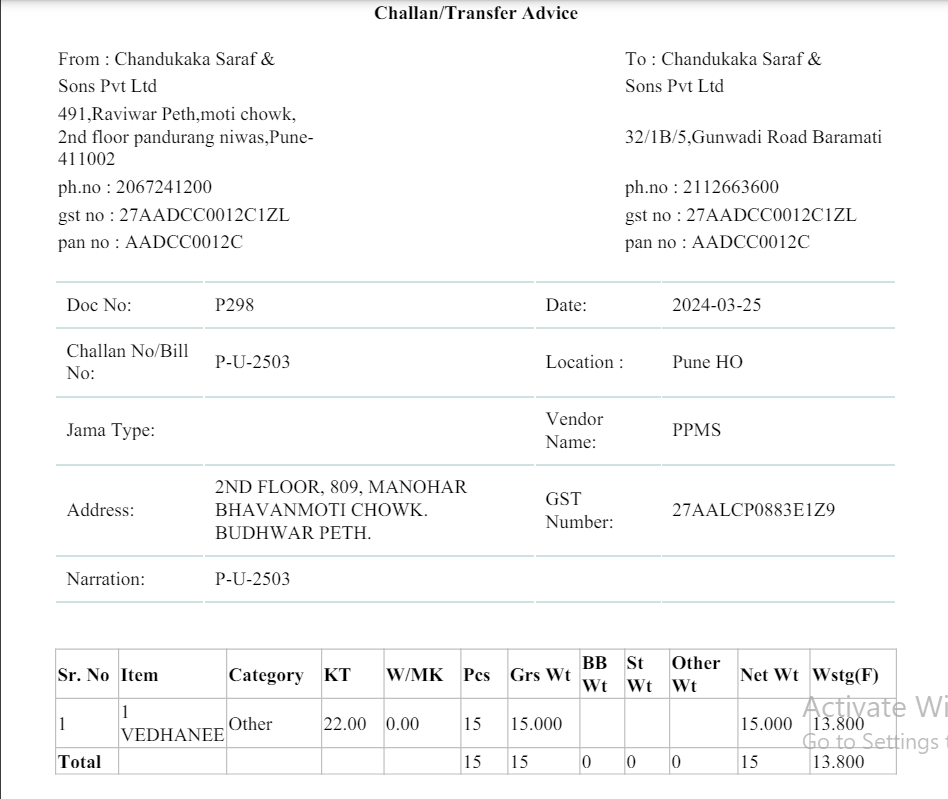 Challan/Transfer Advice
From : Chandukaka Saraf &
Sons Pvt Ltd
491,Raviwar Peth,moti chowk,
2nd floor pandurang niwas,Pune-
411002
ph.no : 2067241200
gst no : 27AADCC0012C1ZL
pan no : AADCC0012C
To : Chandukaka Saraf &
Sons Pvt Ltd
32/1B/5,Gunwadi Road Baramati
ph.no : 2112663600
gst no : 27AADCC0012C1ZL
pan no : AADCC0012C
Doc No: P298 Date: 2024-03-25
Challan No/Bill
No: P-U-2503 Location : Pune HO
Jama Type: Vendor
Name: PPMS
Address: 2ND FLOOR, 809, MANOHAR
BHAVANMOTI CHOWK.
BUDHWAR PETH.
GST
Number: 27AALCP0883E1Z9
Narration: P-U-2503
Sr. No Item Category KT W/MK Pcs Grs Wt BB Wt St Wt Other Wt Net Wt Wstg(F)
1 1 VEDHANEE Other 22.00 0.00 15 15.000 15.000 13.800
Total 15 15 0 0 0 15 13.800
Activate Wi
Go to Settings t